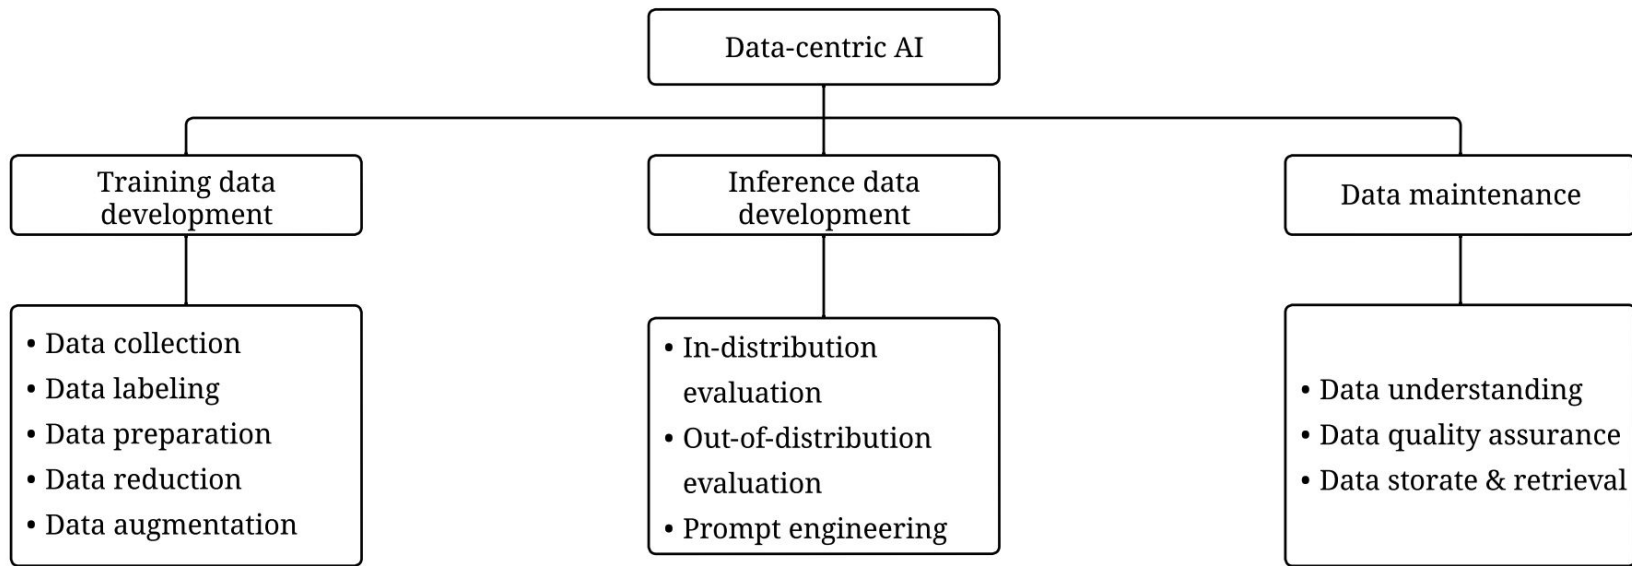 Data-centric AI
Training data
development
Inference data
development
Data maintenance
• Data collection
• Data labeling
• Data preparation
• Data reduction
• Data augmentation
• In-distribution
evaluation
• Out-of-distribution
evaluation
• Prompt engineering
• Data understanding
• Data quality assurance
• Data storate & retrieval